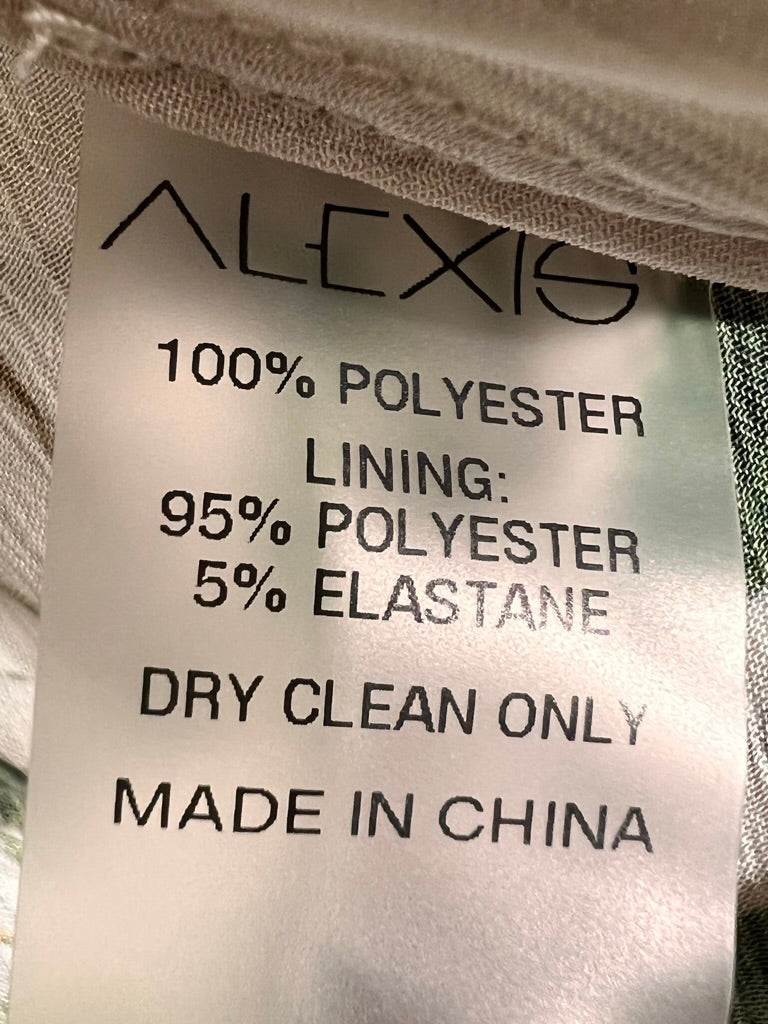 ALEXIS
100% POLYESTER
LINING:
95% POLYESTER
5% ELASTANE
DRY CLEAN ONLY
MADE IN CHINA